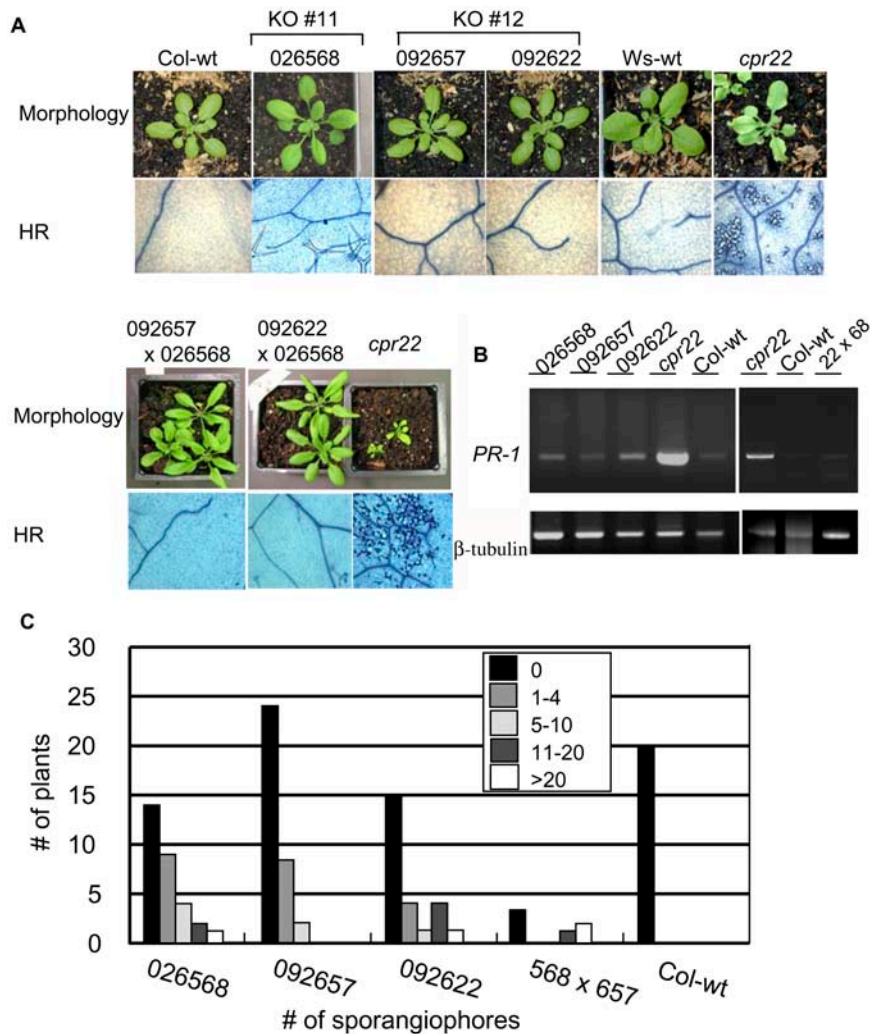 A
KO #11 KO #12
Col-wt 026568 092657 092622 Ws-wt cpr22
Morphology
HR
092657 x 026568 092622 x 026568 cpr22
Morphology
HR
B
026568 092657 092622 cpr22 Col-wt cpr22 Col-wt 22 x 68
PR-1
β-tubulin
C
# of plants
30
25
20
15
10
5
0
0
1-4
5-10
11-20
>20
026568 092657 092622 568 x 657 Col-wt
# of sporangiophores